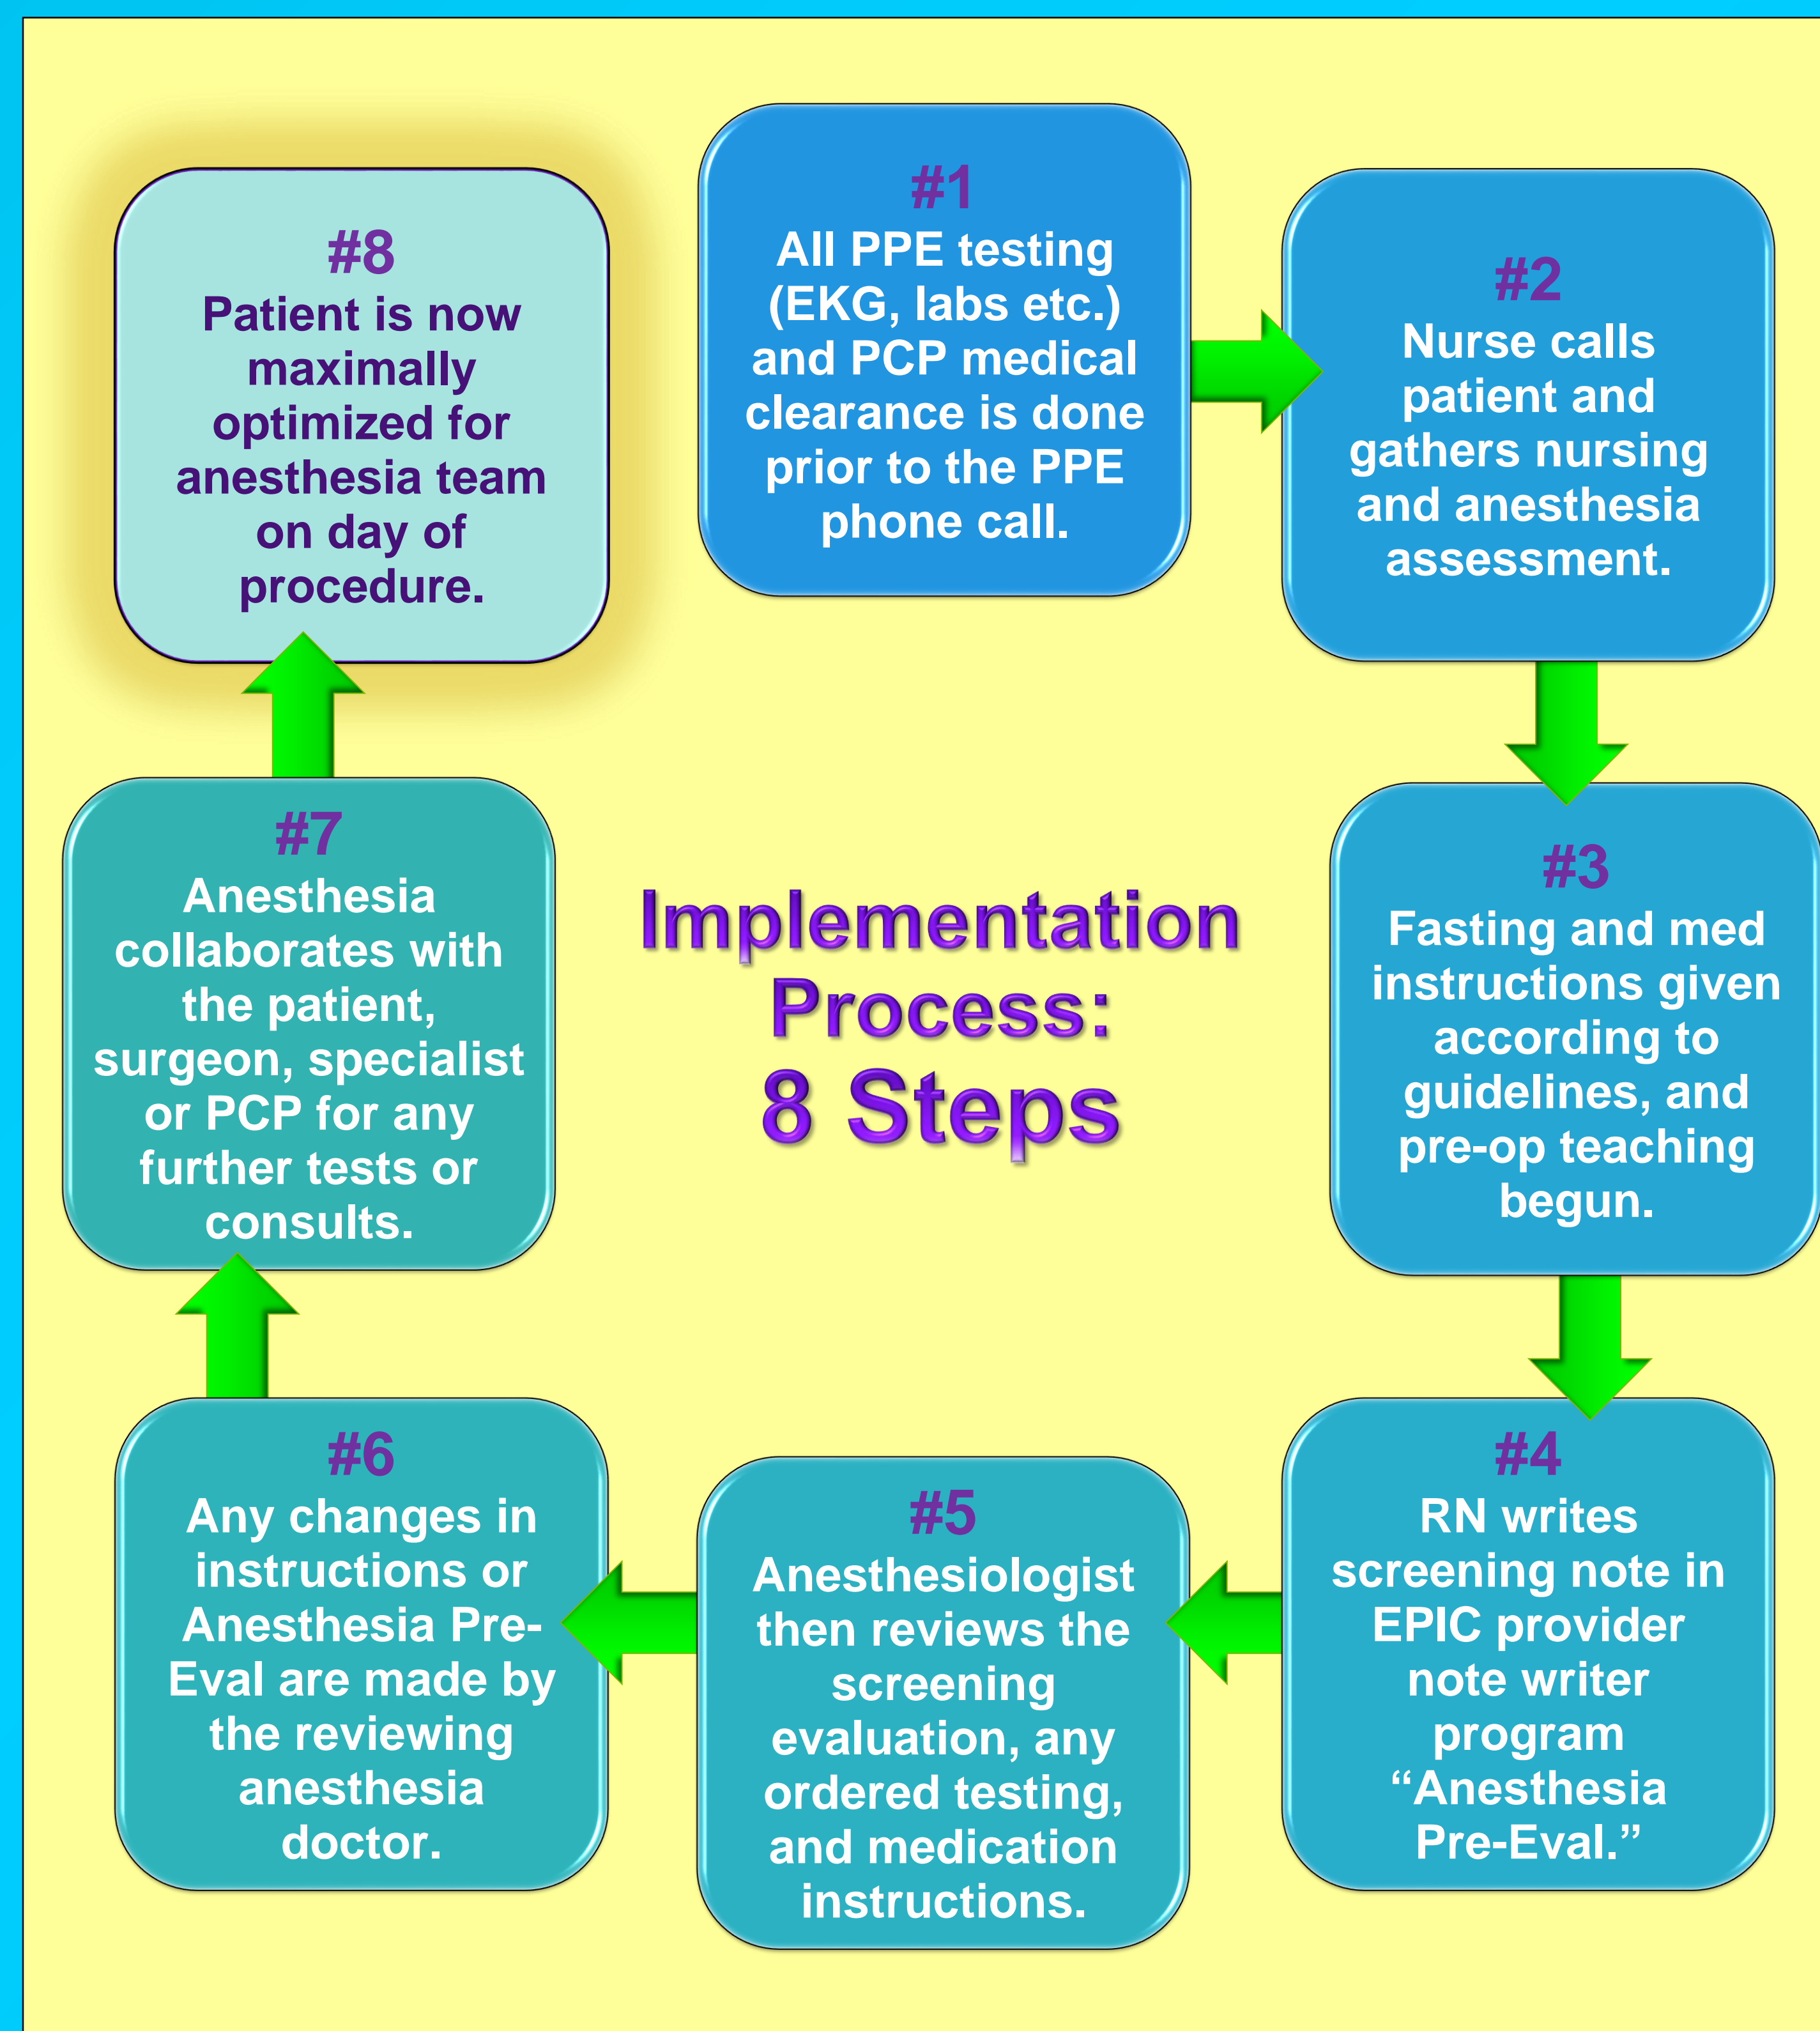 #1
All PPE testing
(EKG, labs etc.)
and PCP medical
clearance is done
prior to the PPE
phone call.
#2
Nurse calls
patient and
gathers nursing
and anesthesia
assessment.
#3
Fasting and med
instructions given
according to
guidelines, and
pre-op teaching
begun.
#4
RN writes
screening note in
EPIC provider
note writer
program
“Anesthesia
Pre-Eval.”
#5
Anesthesiologist
then reviews the
screening
evaluation, any
ordered testing,
and medication
instructions.
#6
Any changes in
instructions or
Anesthesia Pre-
Eval are made by
the reviewing
anesthesia
doctor.
#7
Anesthesia
collaborates with
the patient,
surgeon, specialist
or PCP for any
further tests or
consults.
#8
Patient is now
maximally
optimized for
anesthesia team
on day of
procedure.
Implementation
Process:
8 Steps